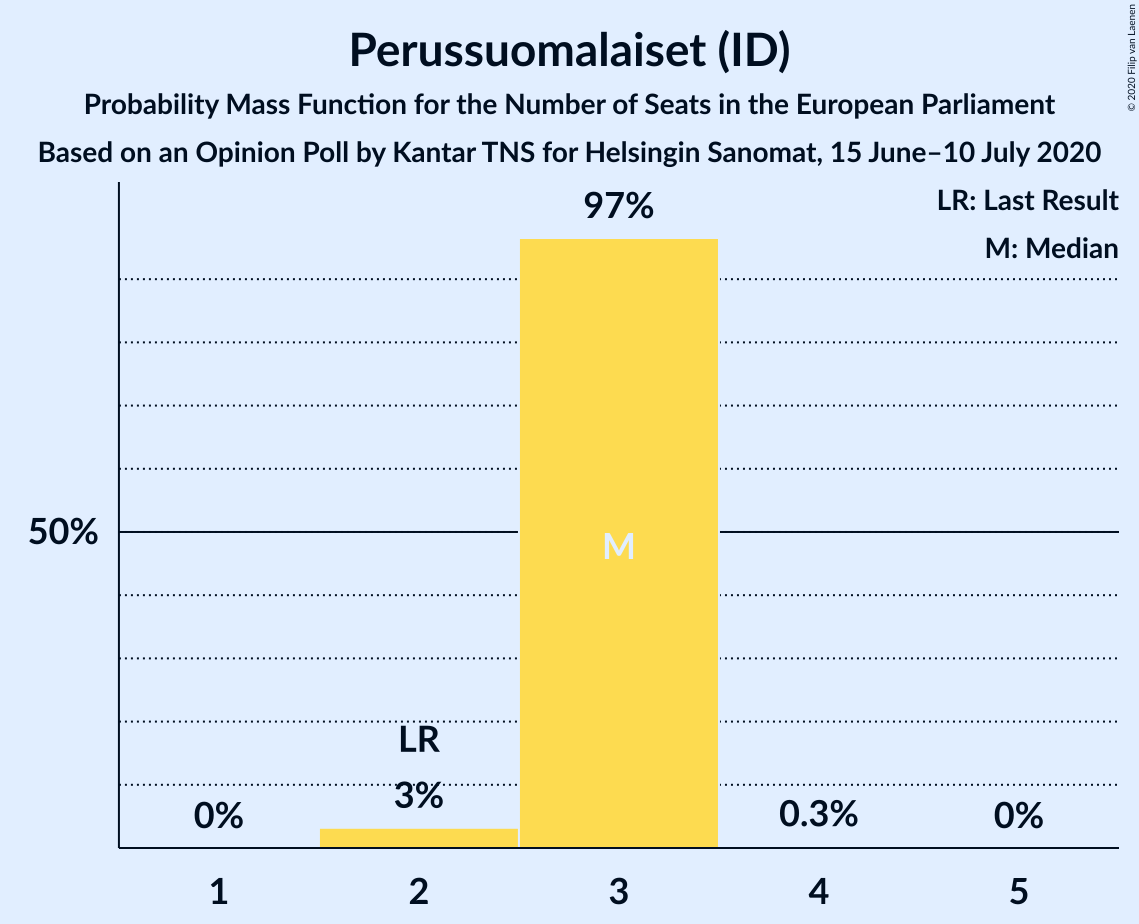 Perussuomalaiset (ID)
Probability Mass Function for the Number of Seats in the European Parliament
Based on an Opinion Poll by Kantar TNS for Helsingin Sanomat, 15 June–10 July 2020
© 2020 Filip van Laenen
LR: Last Result
M: Median
97%
50%
M
LR
0%
3%
0.3%
0%
1
2
3
4
5